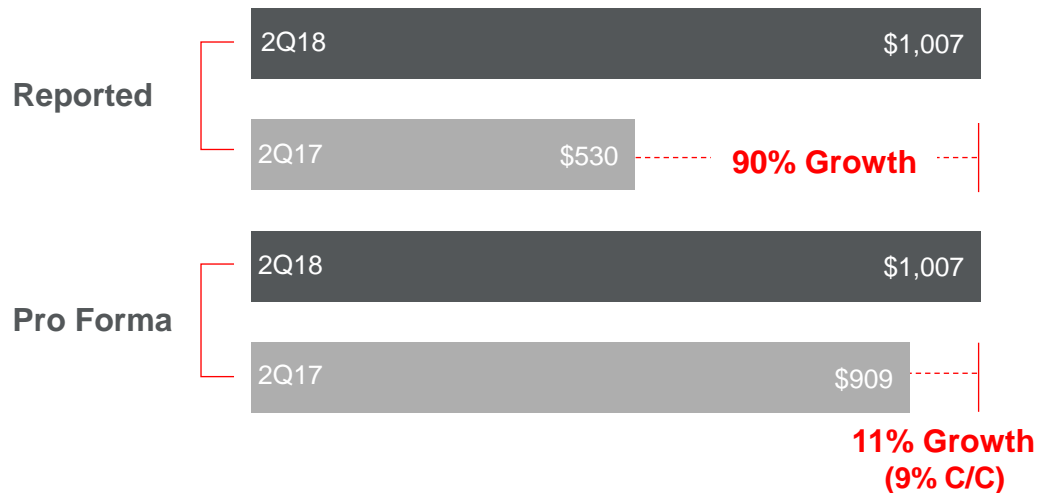 2Q18 $1,007
Reported
2Q17 $530 90% Growth
2Q18 $1,007
Pro Forma
2Q17 $909
11% Growth
(9% C/C)